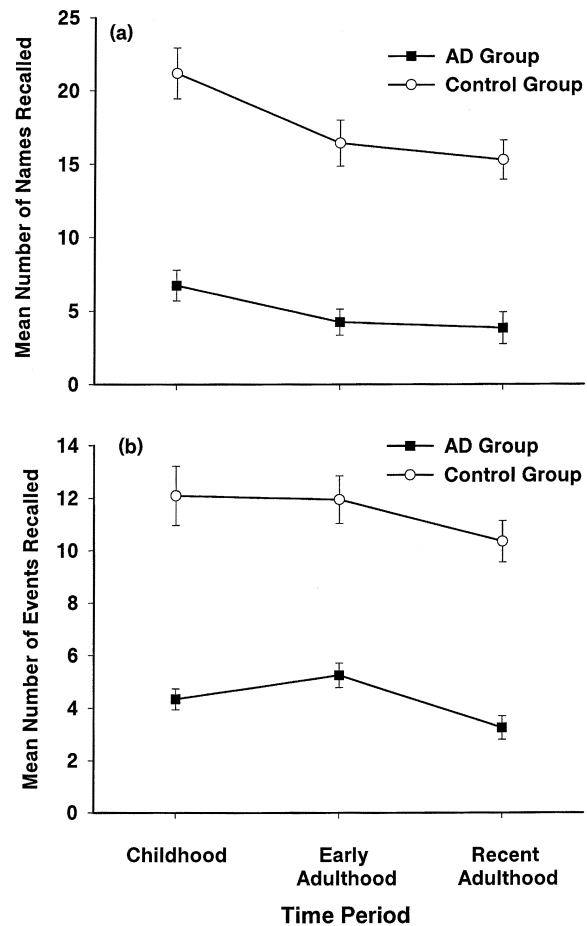 (a)
AD Group
Control Group
Mean Number of Names Recalled
25
20
15
10
5
0
(b)
AD Group
Control Group
Mean Number of Events Recalled
14
12
10
8
6
4
2
0
Childhood
Early
Adulthood
Recent
Adulthood
Time Period